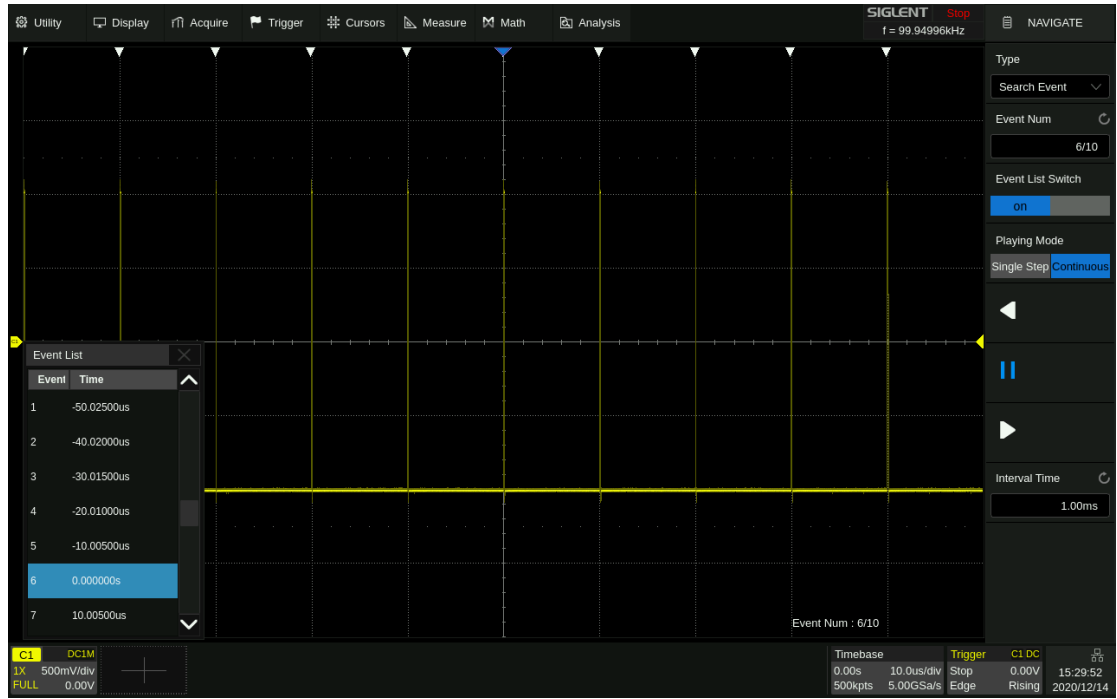 Utility Display Acquire Trigger Cursors Measure Math Analysis
SIGLENT Stop
f = 99.94996kHz
NAVIGATE
Type
Search Event
Event Num
6/10
Event List Switch
on
Playing Mode
Single Step Continuous
Interval Time
1.00ms
Event List
Event Time
1 -50.02500us
2 -40.02000us
3 -30.01500us
4 -20.01000us
5 -10.00500us
6 0.000000s
7 10.00500us
Event Num : 6/10
C1 DC1M
1X 500mV/div
FULL 0.00V
Timebase
0.00s 10.0us/div
500kpts 5.00GSa/s
Trigger C1 DC
Stop 0.00V
Edge Rising
15:29:52
2020/12/14